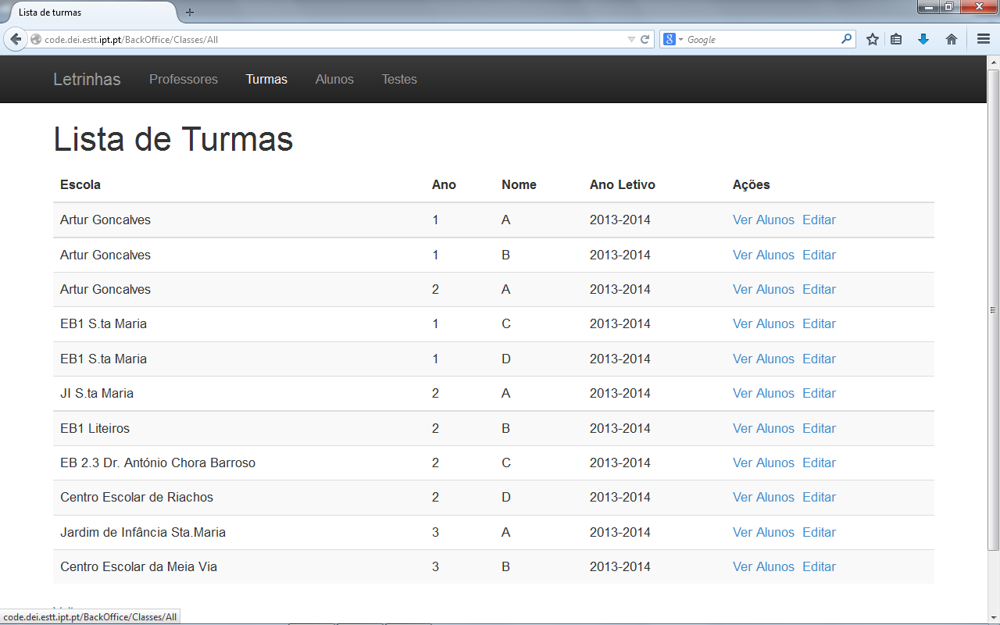 Lista de turmas
code.dei.estt.ipt.pt/BackOffice/Classes/All
Google
Letrinhas Professores Turmas Alunos Testes
Lista de Turmas
Escola Ano Nome Ano Letivo Ações
Artur Goncalves 1 A 2013-2014 Ver Alunos Editar
Artur Goncalves 1 B 2013-2014 Ver Alunos Editar
Artur Goncalves 2 A 2013-2014 Ver Alunos Editar
EB1 S.ta Maria 1 C 2013-2014 Ver Alunos Editar
EB1 S.ta Maria 1 D 2013-2014 Ver Alunos Editar
JI S.ta Maria 2 A 2013-2014 Ver Alunos Editar
EB1 Liteiros 2 B 2013-2014 Ver Alunos Editar
EB 2.3 Dr. António Chora Barroso 2 C 2013-2014 Ver Alunos Editar
Centro Escolar de Riachos 2 D 2013-2014 Ver Alunos Editar
Jardim de Infância Sta.Maria 3 A 2013-2014 Ver Alunos Editar
Centro Escolar da Meia Via 3 B 2013-2014 Ver Alunos Editar
code.dei.estt.ipt.pt/BackOffice/Classes/All